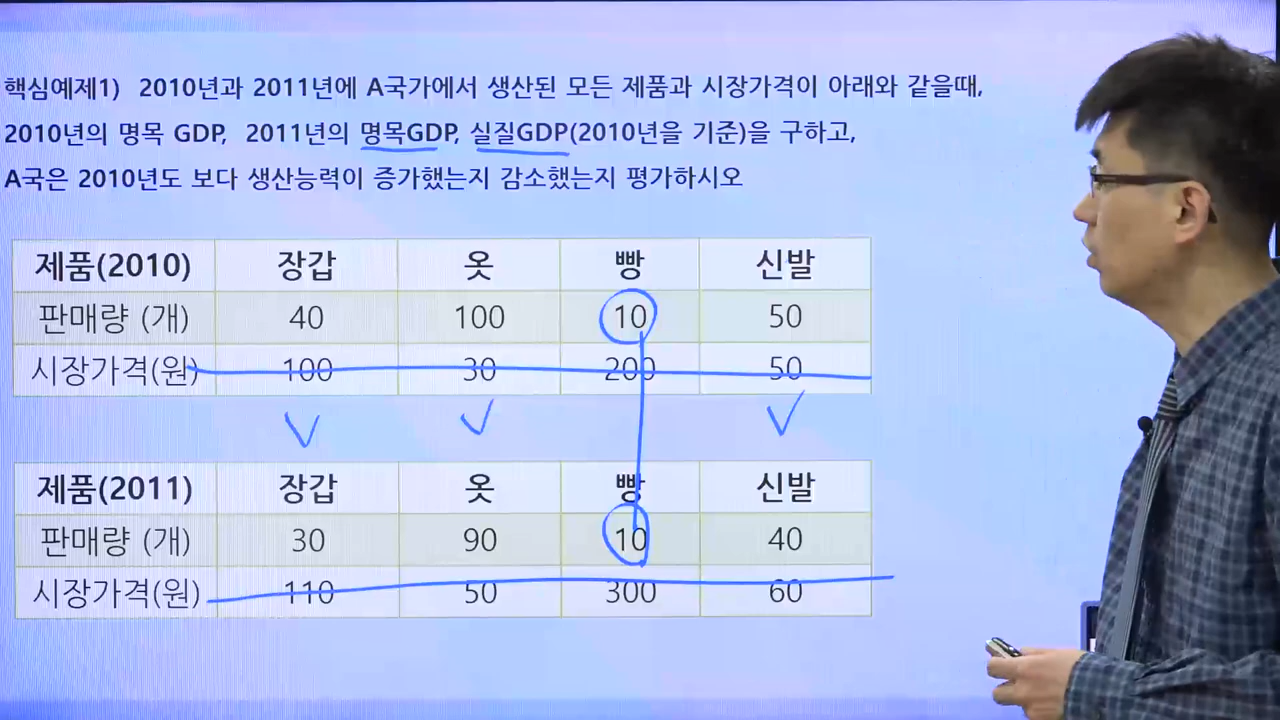 핵심예제1) 2010년과 2011년에 A국가에서 생산된 모든 제품과 시장가격이 아래와 같을때,
2010년의 명목 GDP, 2011년의 명목GDP, 실질GDP(2010년을 기준)을 구하고,
A국은 2010년도 보다 생산능력이 증가했는지 감소했는지 평가하시오
제품(2010) 장갑 옷 빵 신발
판매량 (개) 40 100 10 50
시장가격(원) 100 30 200 50
제품(2011) 장갑 옷 빵 신발
판매량 (개) 30 90 10 40
시장가격(원) 110 50 300 60